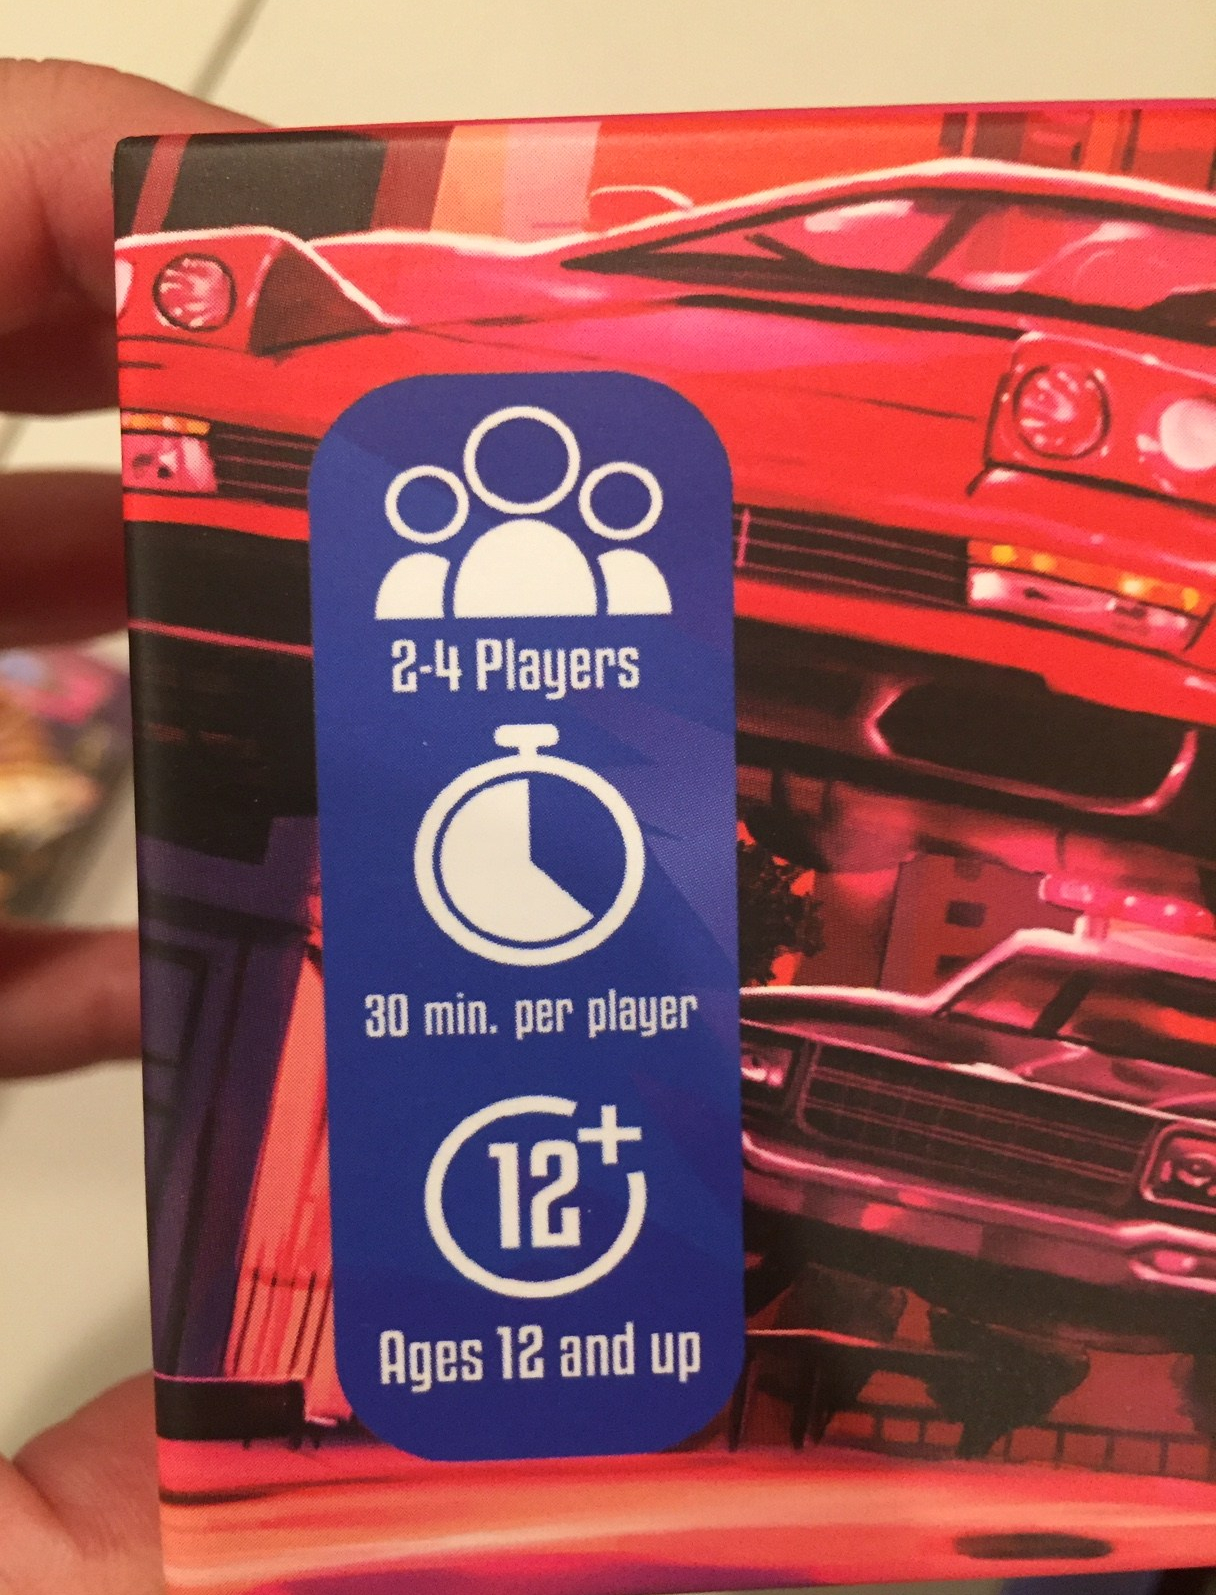 2-4 Players
30 min. per player
12+
Ages 12 and up